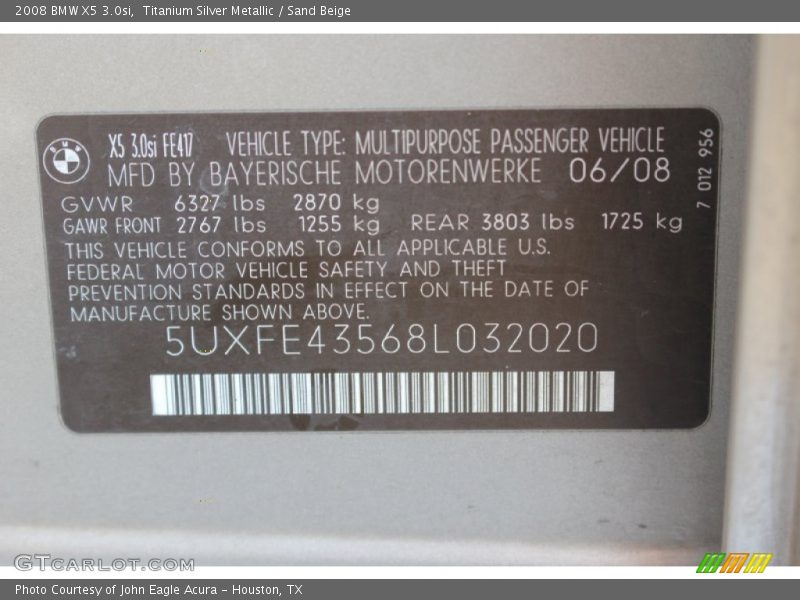 2008 BMW X5 3.0si, Titanium Silver Metallic / Sand Beige
BMW
X5 3.0si FE417 VEHICLE TYPE: MULTIPURPOSE PASSENGER VEHICLE
MFD BY BAYERISCHE MOTORENWERKE 06/08
GVWR 6327 lbs 2870 kg
GAWR FRONT 2767 lbs 1255 kg REAR 3803 lbs 1725 kg
THIS VEHICLE CONFORMS TO ALL APPLICABLE U.S.
FEDERAL MOTOR VEHICLE SAFETY AND THEFT
PREVENTION STANDARDS IN EFFECT ON THE DATE OF
MANUFACTURE SHOWN ABOVE.
5UXFE43568L032020
7 012 956
GTCARLOT.COM
Photo Courtesy of John Eagle Acura - Houston, TX